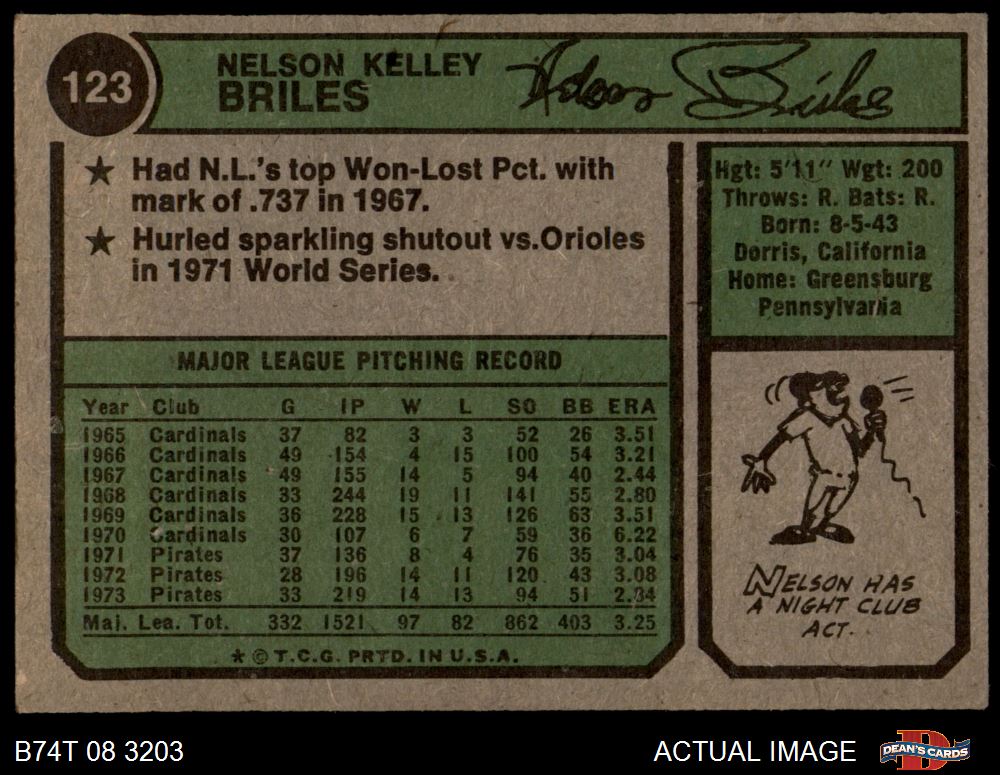 123
NELSON KELLEY
BRILES
Nelson Briles
★ Had N.L.'s top Won-Lost Pct. with
mark of .737 in 1967.
★ Hurled sparkling shutout vs.Orioles
in 1971 World Series.
Hgt: 5'11" Wgt: 200
Throws: R. Bats: R.
Born: 8-5-43
Dorris, California
Home: Greensburg
Pennsylvania
MAJOR LEAGUE PITCHING RECORD
Year Club G IP W L SO BB ERA
1965 Cardinals 37 82 3 3 52 26 3.51
1966 Cardinals 49 154 4 15 100 54 3.21
1967 Cardinals 49 155 14 5 94 40 2.44
1968 Cardinals 33 244 19 11 141 55 2.80
1969 Cardinals 36 228 15 13 126 63 3.51
1970 Cardinals 30 107 6 7 59 36 6.22
1971 Pirates 37 136 8 4 76 35 3.04
1972 Pirates 28 196 14 11 120 43 3.08
1973 Pirates 33 219 14 13 94 51 2.84
Maj. Lea. Tot. 332 1521 97 82 862 403 3.25
★ © T.C.G. PRTD. IN U.S.A.
NELSON HAS
A NIGHT CLUB
ACT.
B74T 08 3203
ACTUAL IMAGE
DEAN'S CARDS